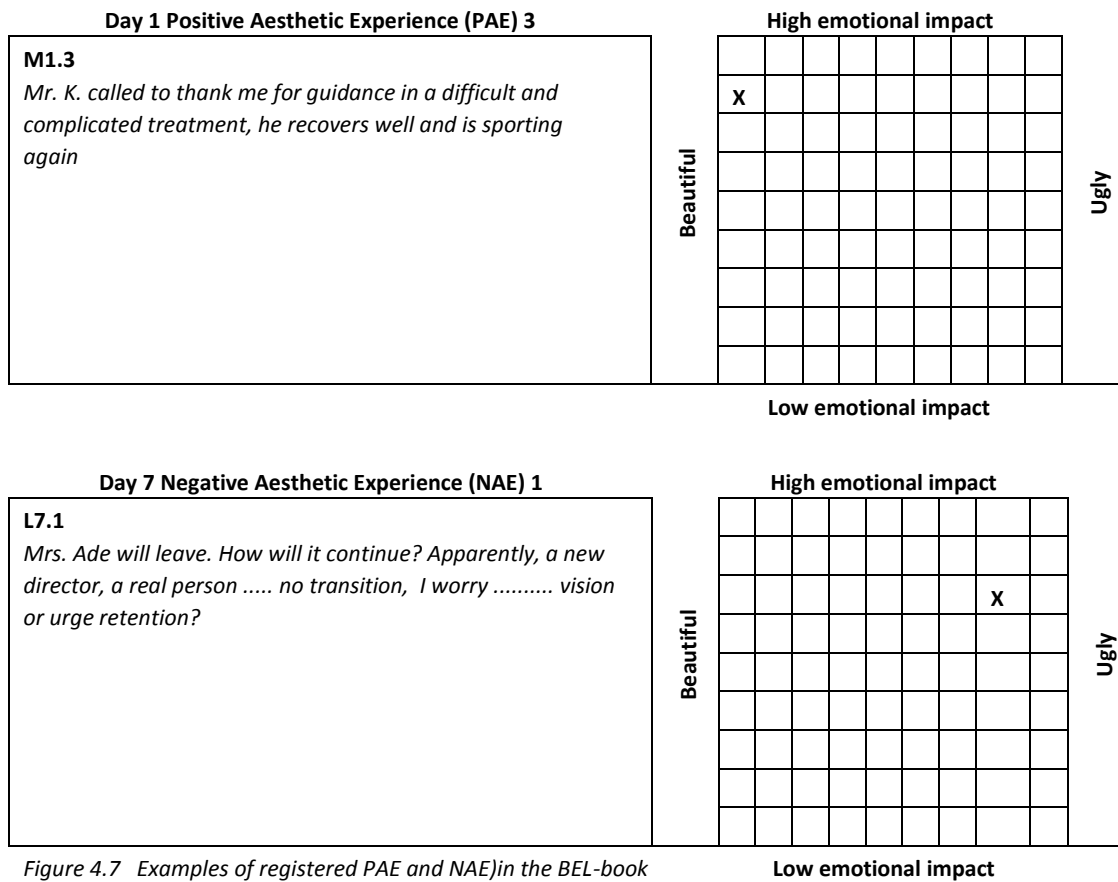 Day 1 Positive Aesthetic Experience (PAE) 3
High emotional impact
M1.3
Mr. K. called to thank me for guidance in a difficult and
complicated treatment, he recovers well and is sporting
again
X
Beautiful
Ugly
Low emotional impact
Day 7 Negative Aesthetic Experience (NAE) 1
High emotional impact
L7.1
Mrs. Ade will leave. How will it continue? Apparently, a new
director, a real person ..... no transition,  I worry .......... vision
or urge retention?
X
Beautiful
Ugly
Figure 4.7   Examples of registered PAE and NAE)in the BEL-book
Low emotional impact